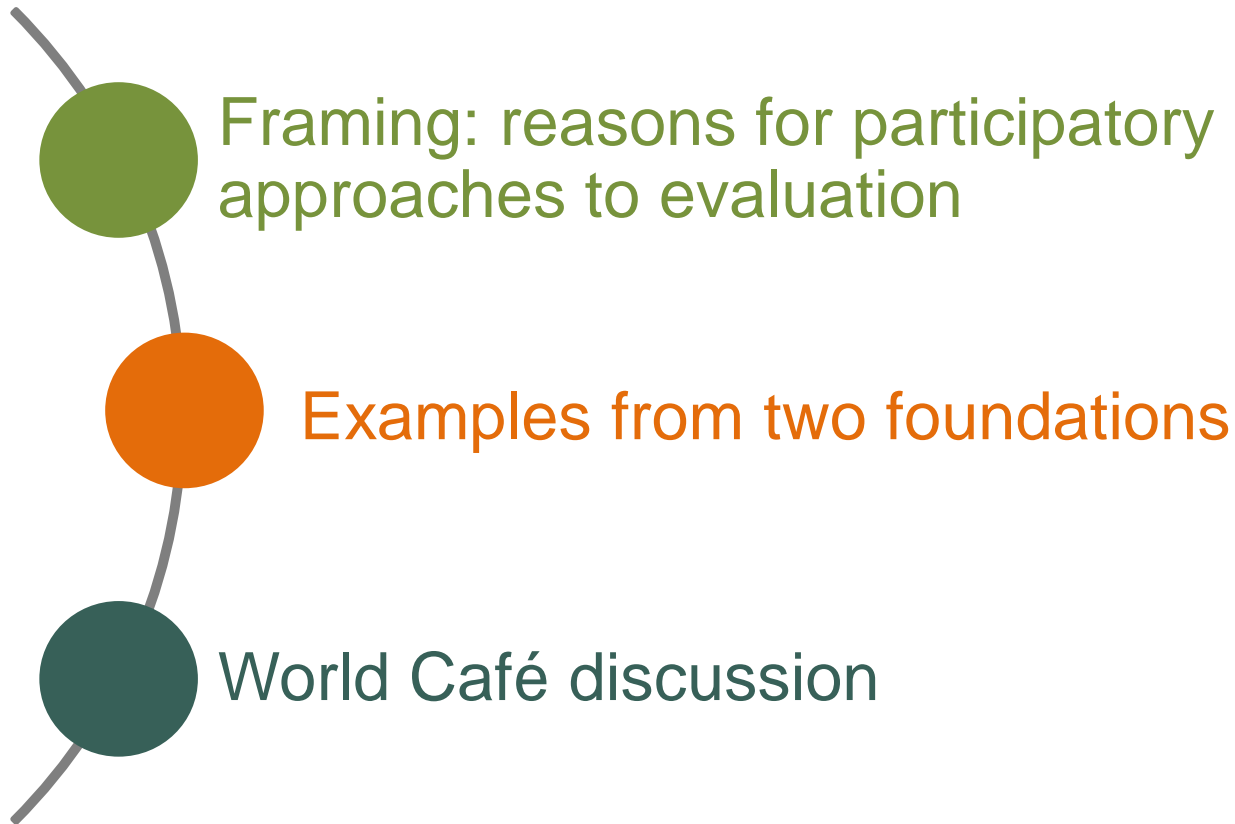 Framing: reasons for participatory
approaches to evaluation
Examples from two foundations
World Café discussion